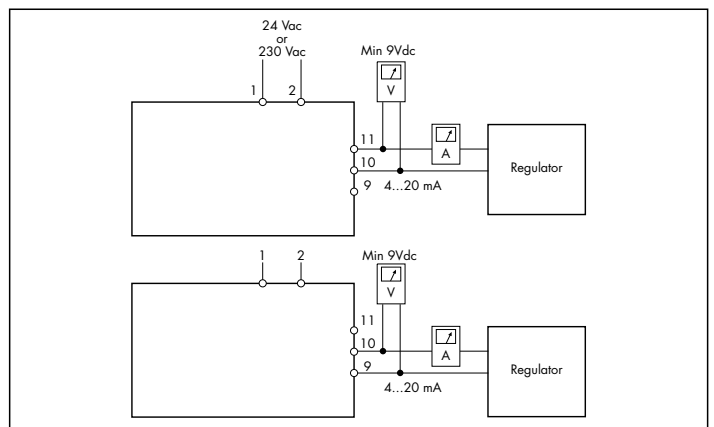 24 Vac
or
230 Vac
Min 9Vdc
1 2
V
11
A
Regulator
10
9 4...20 mA
1 2
Min 9Vdc
V
11
10
A
Regulator
9
4...20 mA